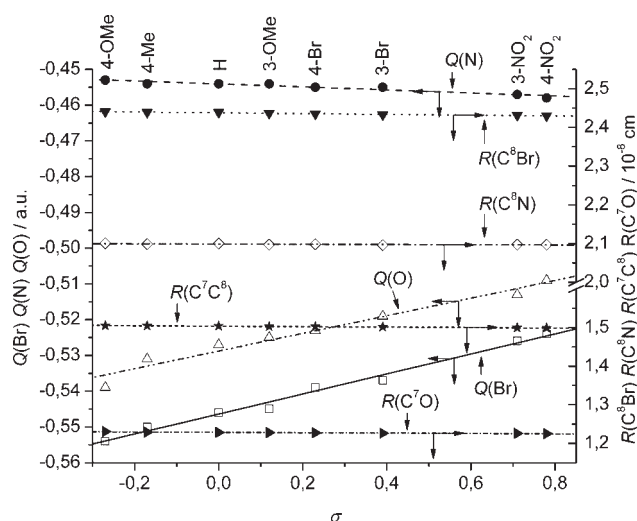 4-OMe
4-Me
H
3-OMe
4-Br
3-Br
3-NO2
4-NO2
-0,45
-0,46
-0,47
-0,48
-0,49
-0,50
-0,51
-0,52
-0,53
-0,54
-0,55
-0,56
Q(Br) Q(N) Q(O) / a.u.
Q(N)
R(C⁸Br)
R(C⁸N)
R(C⁷C⁸)
Q(O)
Q(Br)
R(C⁷O)
2,5
2,4
2,3
2,2
2,1
2,0
1,5
1,4
1,3
1,2
R(C⁸Br) R(C⁸N) R(C⁷C⁸) R(C⁷O) / 10⁻⁸ cm
-0,2 0,0 0,2 0,4 0,6 0,8
σ